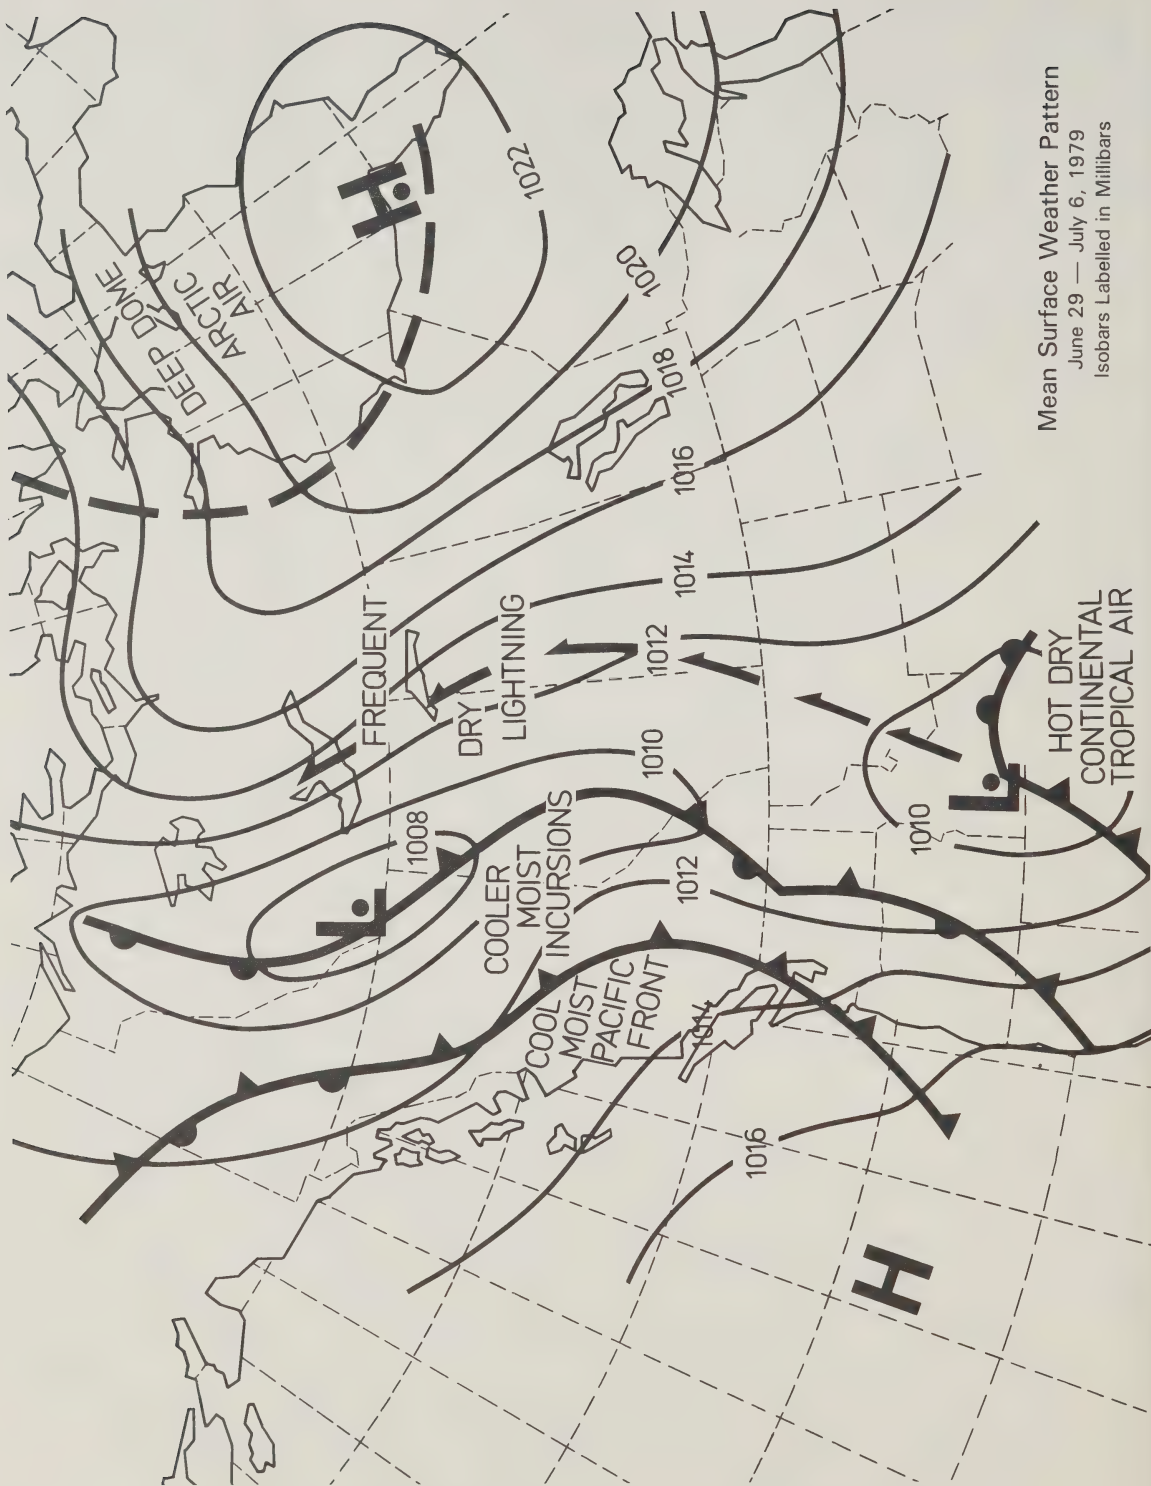 DEEP DOME
ARCTIC
AIR
H
1022
1020
1018
1016
1014
1012
1010
1008
FREQUENT
DRY
LIGHTNING
L
COOLER
MOIST
INCURSIONS
1012
COOL
MOIST
PACIFIC
FRONT
1014
1016
H
1010
L
HOT DRY
CONTINENTAL
TROPICAL AIR
Mean Surface Weather Pattern
June 29 — July 6, 1979
Isobars Labelled in Millibars